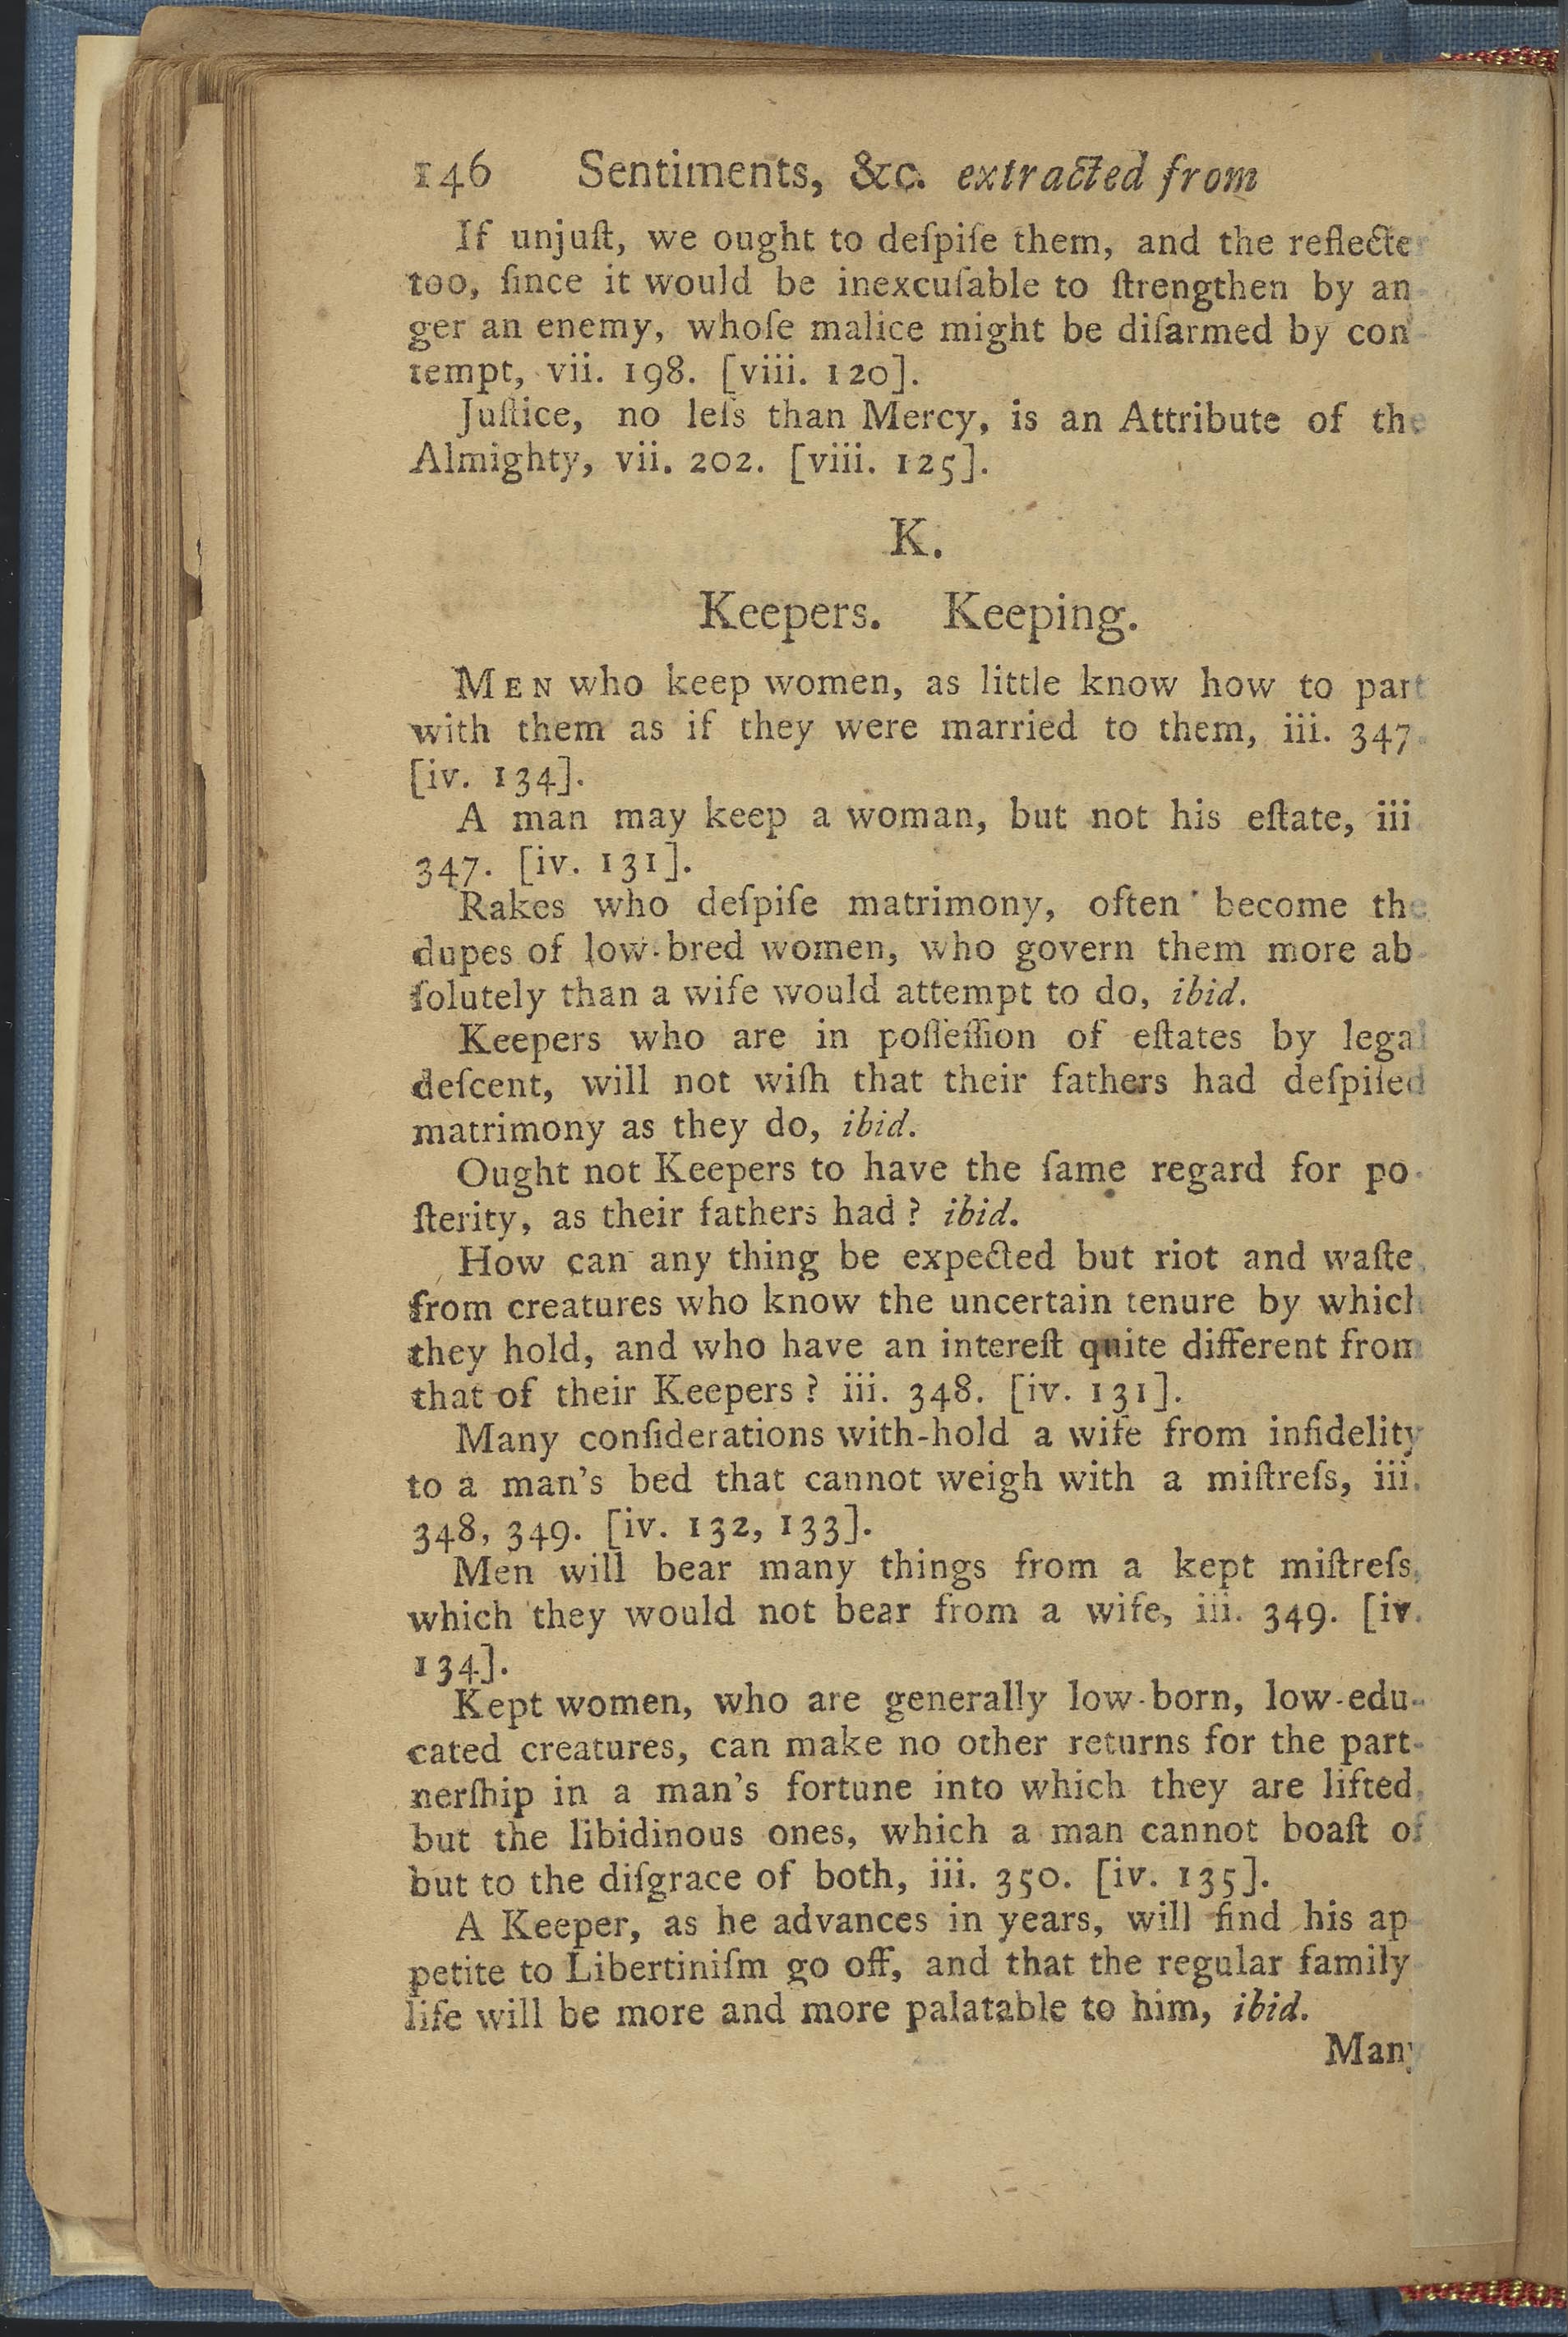 146 Sentiments, &c. extracted from
If unjuſt, we ought to deſpiſe them, and the reflecter
too, ſince it would be inexcuſable to ſtrengthen by an-
ger an enemy, whoſe malice might be diſarmed by con-
tempt, vii. 198. [viii. 120].
Juſtice, no leſs than Mercy, is an Attribute of the
Almighty, vii. 202. [viii. 125].
K.
Keepers. Keeping.
MEN who keep women, as little know how to part
with them as if they were married to them, iii. 347.
[iv. 134].
A man may keep a woman, but not his eſtate, iii
347. [iv. 131].
Rakes who deſpiſe matrimony, often become the
dupes of low-bred women, who govern them more ab-
ſolutely than a wife would attempt to do, ibid.
Keepers who are in poſſeſſion of eſtates by legal
deſcent, will not wiſh that their fathers had deſpiſed
matrimony as they do, ibid.
Ought not Keepers to have the ſame regard for po-
ſterity, as their fathers had? ibid.
How can any thing be expected but riot and waſte,
from creatures who know the uncertain tenure by which
they hold, and who have an intereſt quite different from
that of their Keepers? iii. 348. [iv. 131].
Many conſiderations with-hold a wife from infidelity
to a man's bed that cannot weigh with a miſtreſs, iii.
348, 349. [iv. 132, 133].
Men will bear many things from a kept miſtreſs,
which they would not bear from a wife, iii. 349. [iv.
134].
Kept women, who are generally low-born, low-edu-
cated creatures, can make no other returns for the part-
nerſhip in a man's fortune into which they are lifted,
but the libidinous ones, which a man cannot boaſt of
but to the diſgrace of both, iii. 350. [iv. 135].
A Keeper, as he advances in years, will find his ap-
petite to Libertiniſm go off, and that the regular family
life will be more and more palatable to him, ibid.
Many